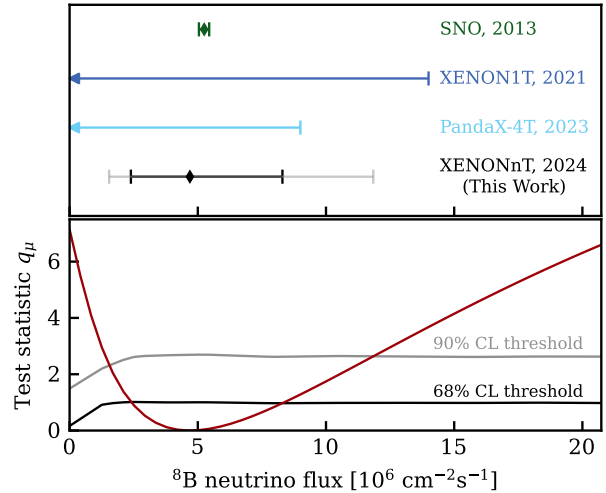 SNO, 2013
XENON1T, 2021
PandaX-4T, 2023
XENONnT, 2024
(This Work)
6
4
2
0
Test statistic qμ
90% CL threshold
68% CL threshold
0 5 10 15 20
⁸B neutrino flux [10⁶ cm⁻²s⁻¹]